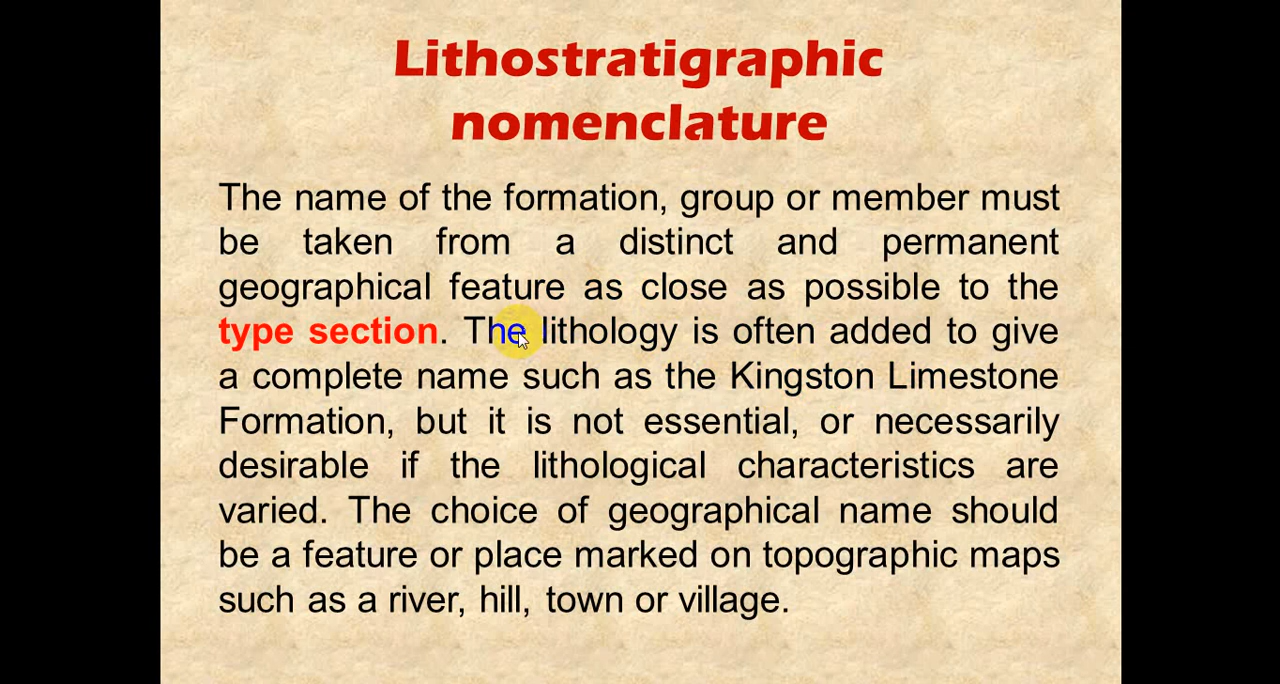 Lithostratigraphic
nomenclature
The name of the formation, group or member must
be taken from a distinct and permanent
geographical feature as close as possible to the
type section. The lithology is often added to give
a complete name such as the Kingston Limestone
Formation, but it is not essential, or necessarily
desirable if the lithological characteristics are
varied. The choice of geographical name should
be a feature or place marked on topographic maps
such as a river, hill, town or village.